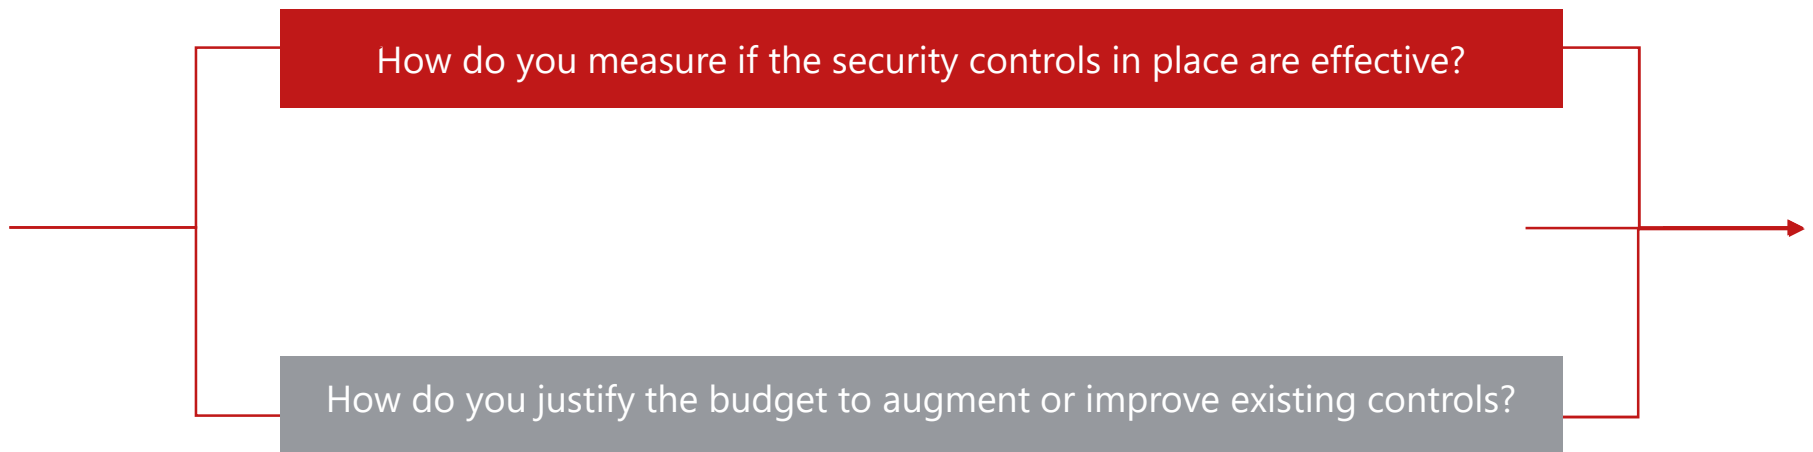 How do you measure if the security controls in place are effective?
How do you justify the budget to augment or improve existing controls?